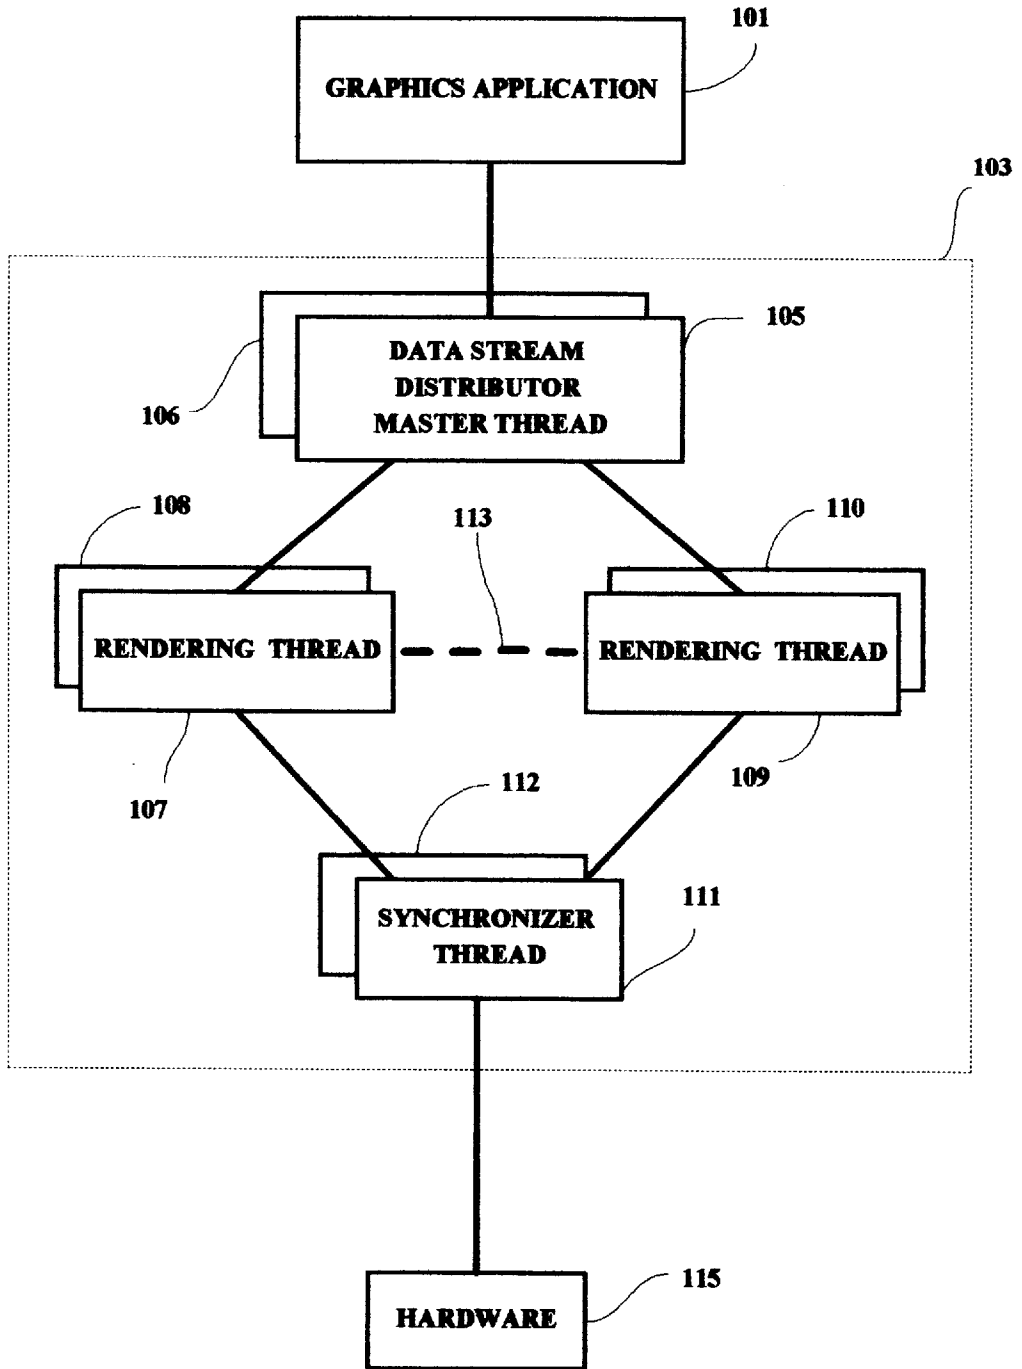 101
GRAPHICS APPLICATION
103
105
DATA STREAM
DISTRIBUTOR
MASTER THREAD
106
108
113
110
RENDERING THREAD
RENDERING THREAD
107
109
112
111
SYNCHRONIZER
THREAD
115
HARDWARE